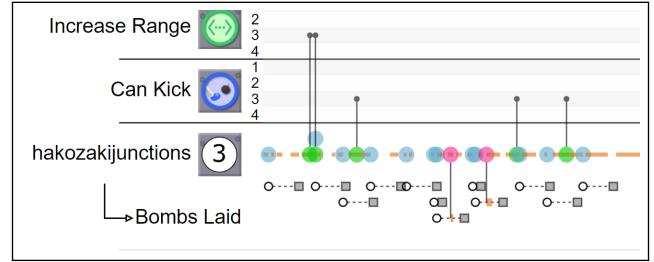 Increase Range 2
3
4
1
Can Kick 2
3
4
hakozakijunctions 3
Bombs Laid